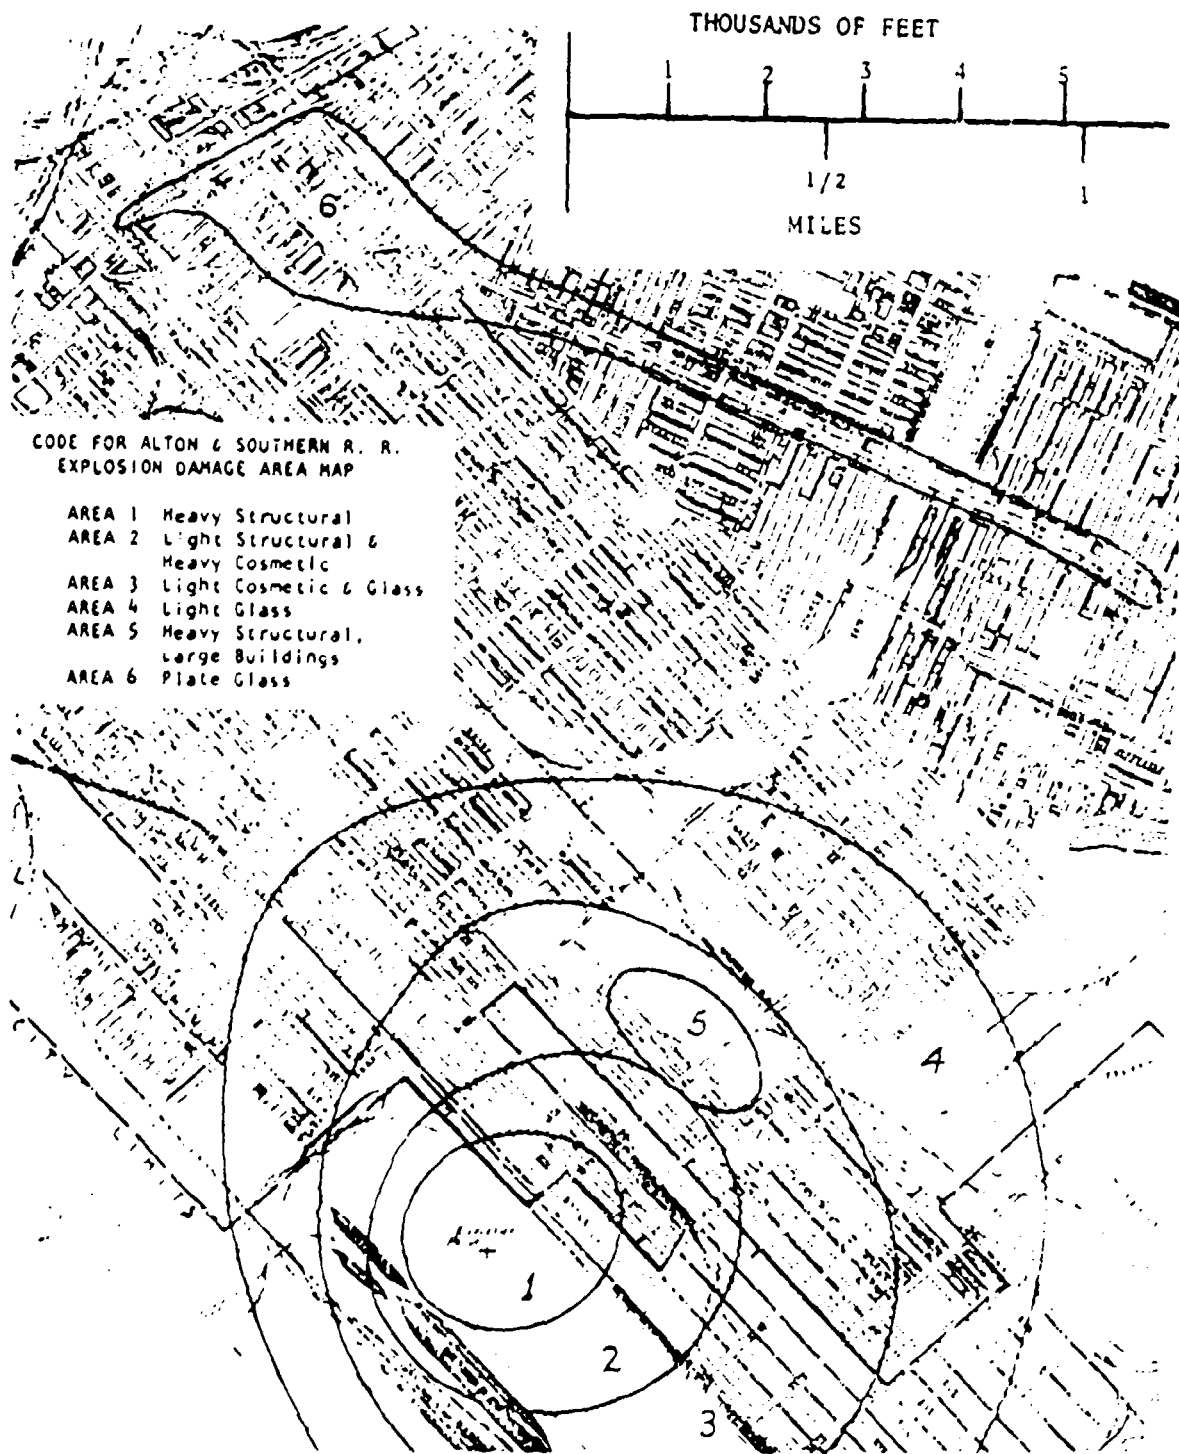 THOUSANDS OF FEET
1 2 3 4 5
1/2 1
MILES
6
CODE FOR ALTON & SOUTHERN R. R.
EXPLOSION DAMAGE AREA MAP
AREA 1 Heavy Structural
AREA 2 Light Structural &
Heavy Cosmetic
AREA 3 Light Cosmetic & Glass
AREA 4 Light Glass
AREA 5 Heavy Structural,
Large Buildings
AREA 6 Plate Glass
5
4
CITY LIMITS
1
2
3